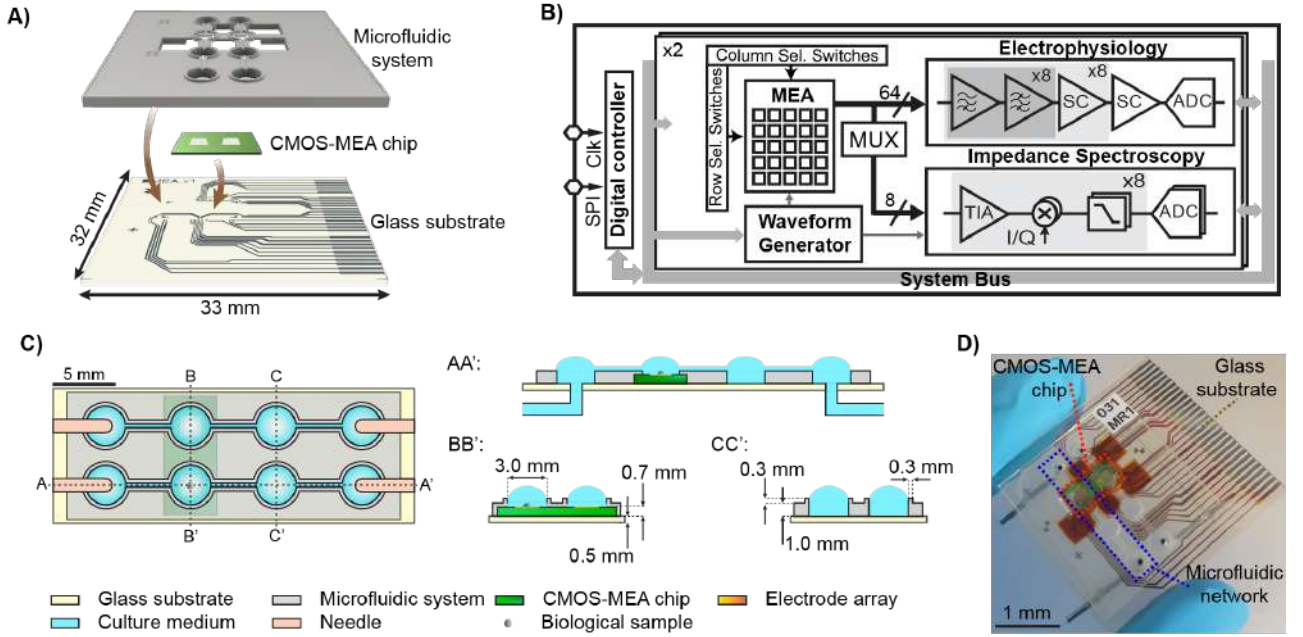 A)
Microfluidic
system
CMOS-MEA chip
Glass substrate
32 mm
33 mm
B)
x2
Column Sel. Switches
Row Sel. Switches
MEA
64
MUX
8
Clk
SPI
Digital controller
Waveform
Generator
Electrophysiology
x8
x8
SC
SC
ADC
Impedance Spectroscopy
x8
TIA
I/Q
ADC
System Bus
C)
5 mm
B
C
A
A'
B'
C'
AA':
BB':
3.0 mm
0.7 mm
0.5 mm
CC':
0.3 mm
0.3 mm
1.0 mm
D)
CMOS-MEA
chip
Glass
substrate
031
MR1
Microfluidic
network
1 mm
Glass substrate
Microfluidic system
CMOS-MEA chip
Electrode array
Culture medium
Needle
Biological sample